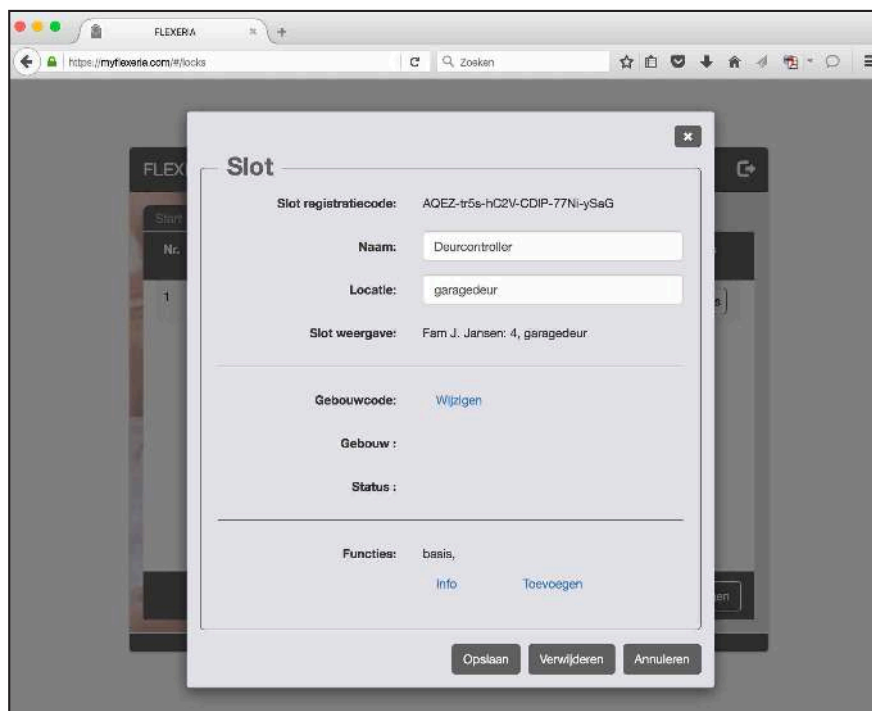 FLEXERIA
https://myflexeria.com/#/locks
Zoeken
FLEX
Start
Nr.
1
s
en
Slot
Slot registratiecode: AQEZ-tr5s-hC2V-CDIP-77Ni-ySaG
Naam: Deurcontroller
Locatie: garagedeur
Slot weergave: Fam J. Jansen: 4, garagedeur
Gebouwcode: Wijzigen
Gebouw :
Status :
Functies: basis,
Info Toevoegen
Opslaan Verwijderen Annuleren